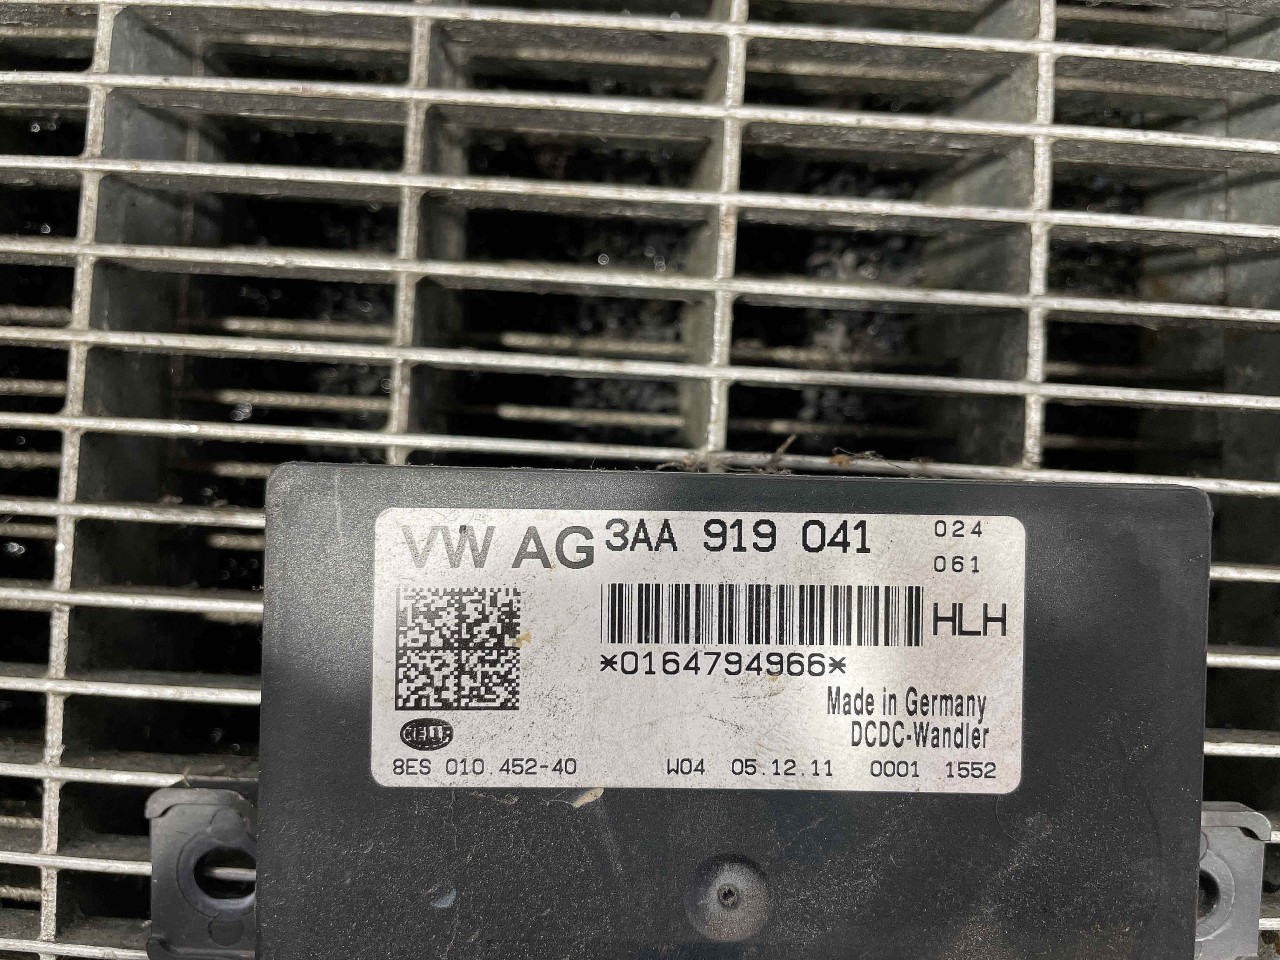 VW AG 3AA 919 041 024
061
HLH
*0164794966*
Made in Germany
DCDC-Wandler
HELLA
8ES 010.452-40 W04 05.12.11 0001 1552